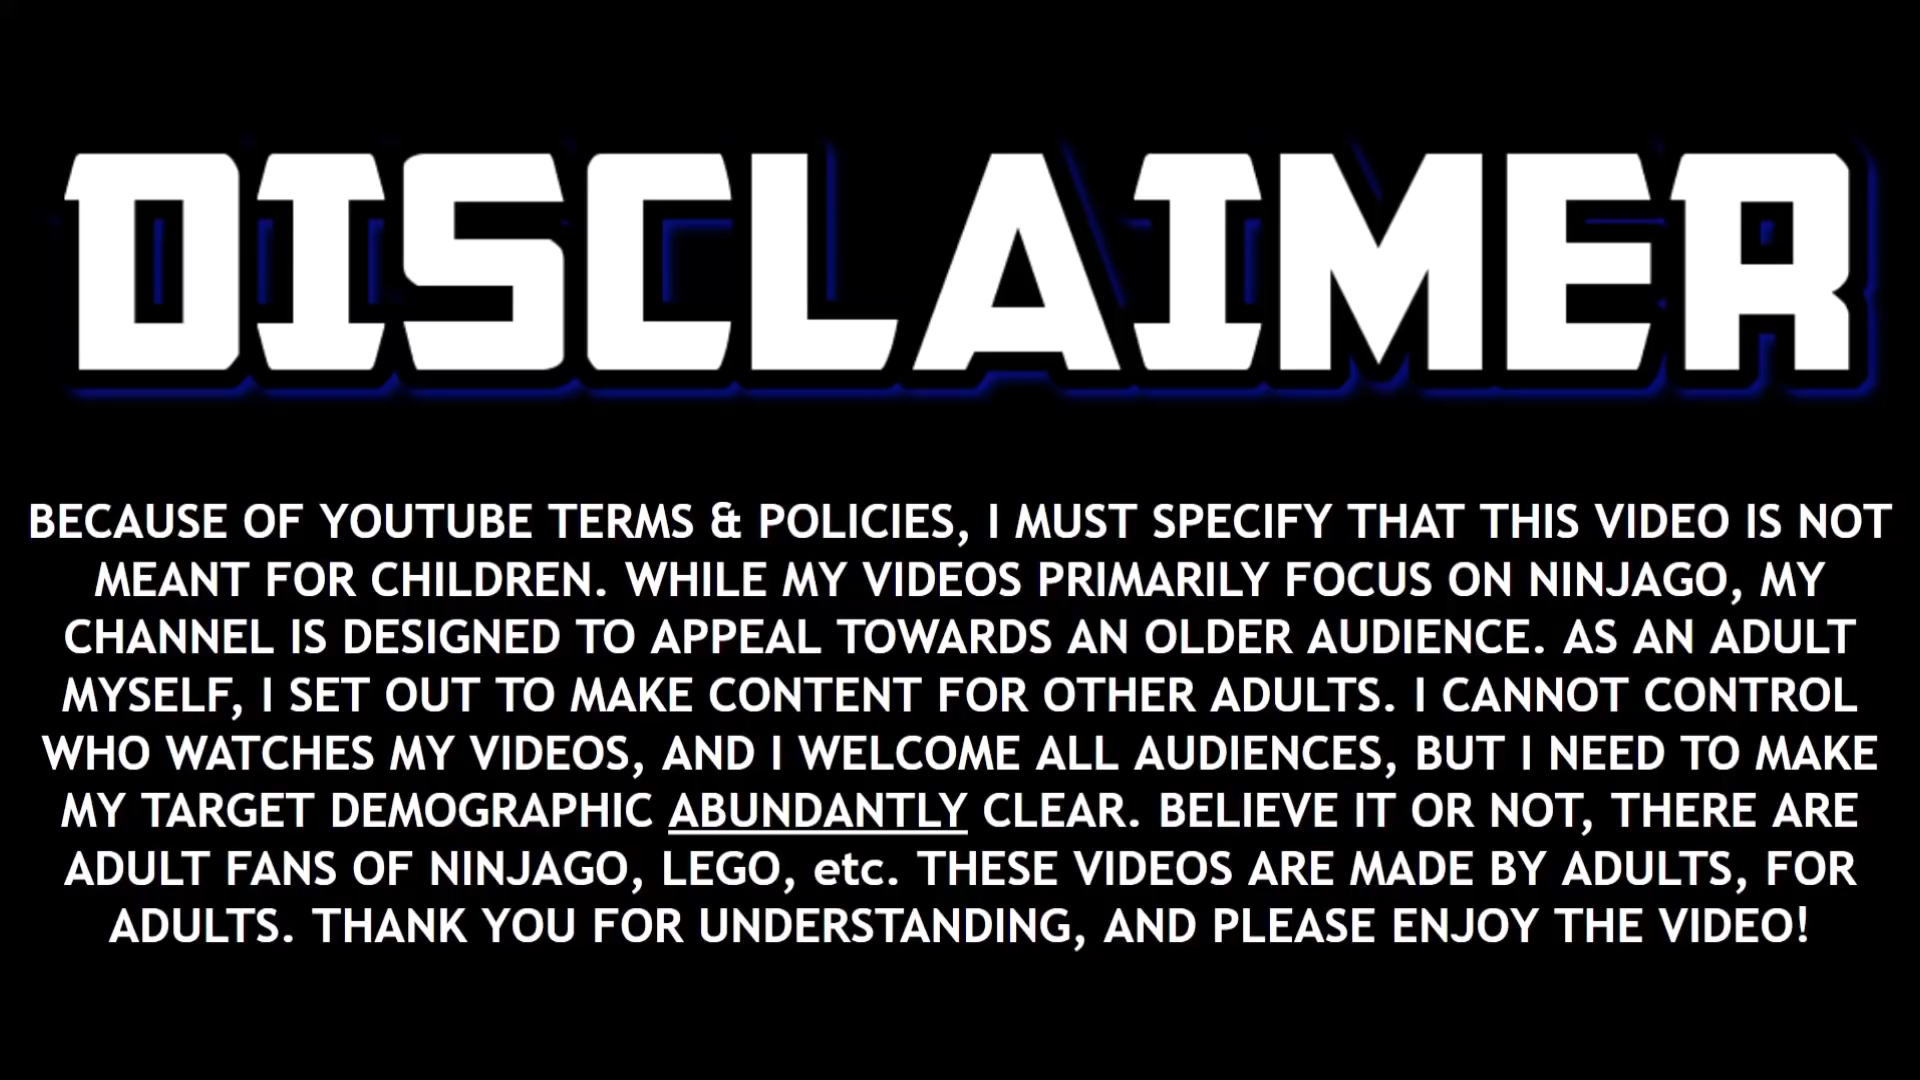 DISCLAIMER
BECAUSE OF YOUTUBE TERMS & POLICIES, I MUST SPECIFY THAT THIS VIDEO IS NOT
MEANT FOR CHILDREN. WHILE MY VIDEOS PRIMARILY FOCUS ON NINJAGO, MY
CHANNEL IS DESIGNED TO APPEAL TOWARDS AN OLDER AUDIENCE. AS AN ADULT
MYSELF, I SET OUT TO MAKE CONTENT FOR OTHER ADULTS. I CANNOT CONTROL
WHO WATCHES MY VIDEOS, AND I WELCOME ALL AUDIENCES, BUT I NEED TO MAKE
MY TARGET DEMOGRAPHIC ABUNDANTLY CLEAR. BELIEVE IT OR NOT, THERE ARE
ADULT FANS OF NINJAGO, LEGO, etc. THESE VIDEOS ARE MADE BY ADULTS, FOR
ADULTS. THANK YOU FOR UNDERSTANDING, AND PLEASE ENJOY THE VIDEO!